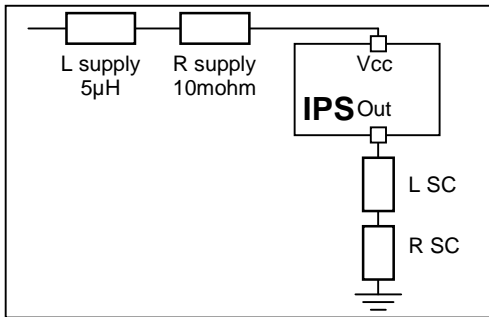 L supply
5µH
R supply
10mohm
Vcc
IPS Out
L SC
R SC